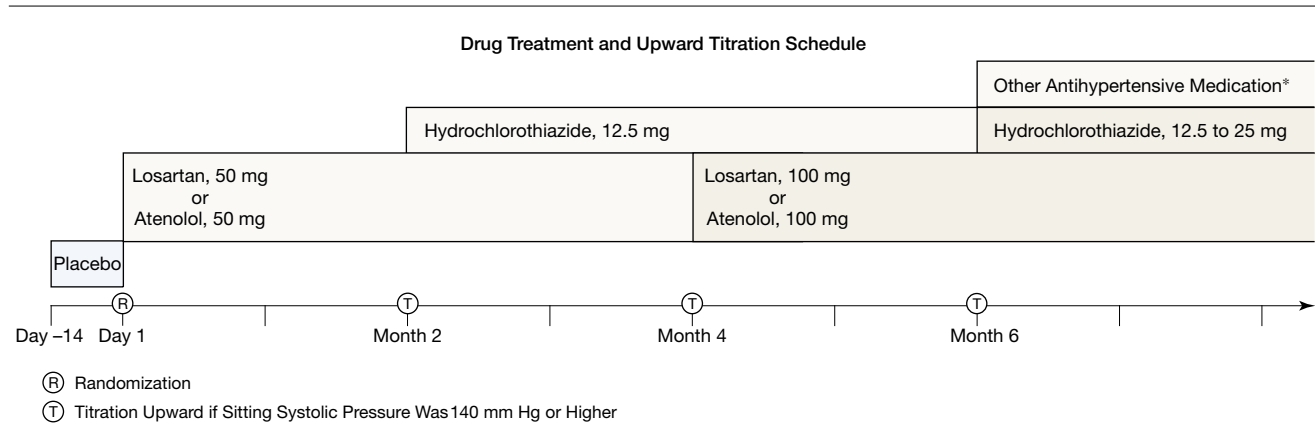 Drug Treatment and Upward Titration Schedule
Other Antihypertensive Medication*
Hydrochlorothiazide, 12.5 mg
Hydrochlorothiazide, 12.5 to 25 mg
Losartan, 50 mg
or
Atenolol, 50 mg
Losartan, 100 mg
or
Atenolol, 100 mg
Placebo
R
T
T
T
Day –14
Day 1
Month 2
Month 4
Month 6
R Randomization
T Titration Upward if Sitting Systolic Pressure Was 140 mm Hg or Higher